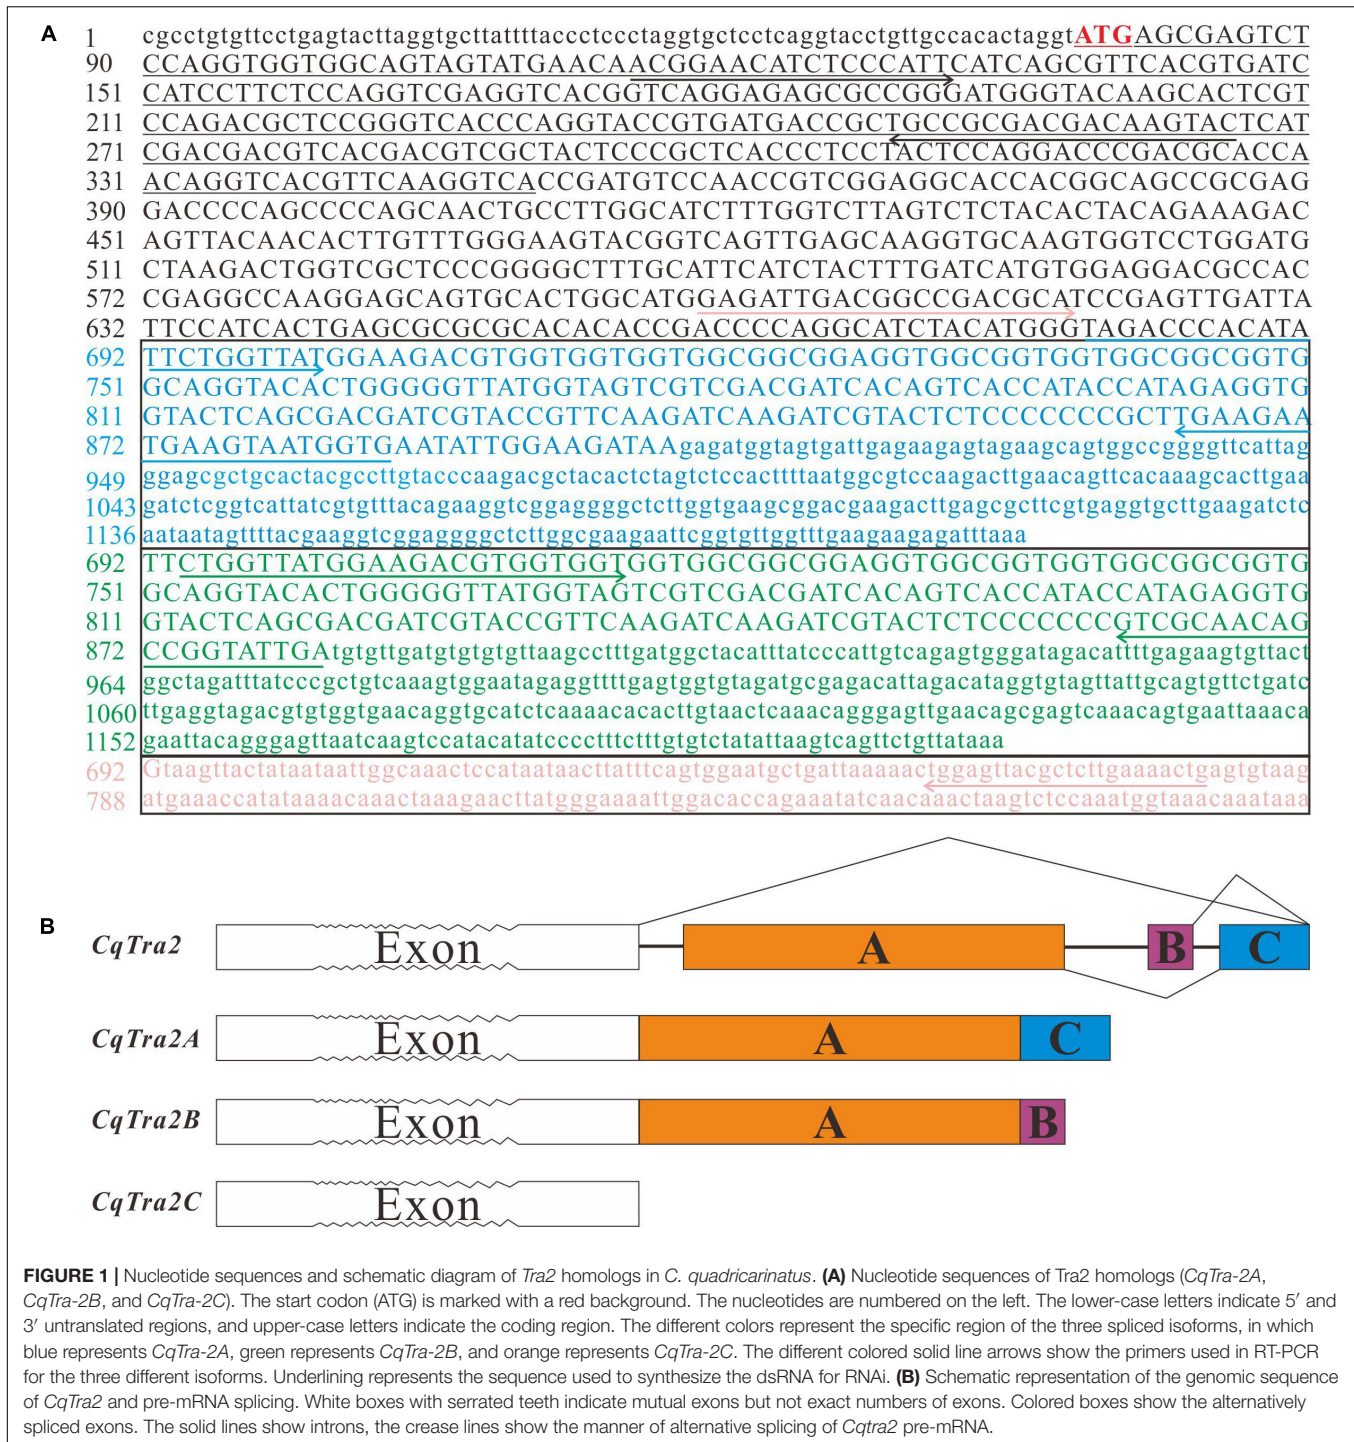 A
1 cgcctgtgttcctgagtacttaggtgcttattttaccctccctaggtgctcctcaggtacctgttgccacactaggtATGAGCGAGTCT
90 CCAGGTGGTGGCAGTAGTATGAACAACGGAACATCTCCCATTCATCAGCGTTCACGTGATC
151 CATCCTTCTCCAGGTCGAGGTCACGGTCAGGAGAGCGCCGGGGATGGGTACAAGCACTCGT
211 CCAGACGCTCCGGGTCACCCAGGTACCGTGATGACCGCTGCCGCGACGACAAGTACTCAT
271 CGACGACGTCACGACGTCGCTACTCCCGCTCACCCTCCTACTCCAGGACCCGACGCACCA
331 ACAGGTCACGTTCAAGGTCACCGATGTCCAACCGTCGGAGGCACCACGGCAGCCGCGAG
390 GACCCCAGCCCCAGCAACTGCCTTGGCATCTTTGGTCTTAGTCTCTACACTACAGAAAGAC
451 AGTTACAACACTTGTTTGGGAAGTACGGTCAGTTGAGCAAGGTGCAAGTGGTCCTGGATG
511 CTAAGACTGGTCGCTCCCGGGGCTTTGCATTCATCTACTTTGATCATGTGGAGGACGCCAC
572 CGAGGCCAAGGAGCAGTGCACTGGCATGGAGATTGACGGCCGACGCATCCGAGTTGATTA
632 TTCCATCACTGAGCGCGCGCACACACCGACCCCAGGCATCTACATGGGTAGACCCACATA
692 TTCTGGTTATGGAAGACGTGGTGGTGGTGGCGGCGGAGGTGGCGGTGGTGGCGGCGGTG
751 GCAGGTACACTGGGGGTTATGGTAGTCGTCGACGATCACAGTCACCATACCATAGAGGTG
811 GTACTCAGCGACGATCGTACCGTTCAAGATCAAGATCGTACTCTCCCCCCCGCTTGAAGAA
872 TGAAGTAATGGTGAATATTGGAAGATAAgagatggtagtgattgagaagagtagaagcagtggccggggttcattag
949 ggagcgctgcactacgccttgtacccaagacgctacactctagtctccacttttaatggcgtccaagacttgaacagttcacaaagcacttgaa
1043 gatctcggtcattatcgtgtttacagaaggtcggaggggctcttggtgaagcggacgaagacttgagcgcttcgtgaggtgcttgaagatctc
1136 aataatagttttacgaaggtcggaggggctcttggcgaagaattcggtgttggtttgaagaagagatttaaa
692 TTCTGGTTATGGAAGACGTGGTGGTGGTGGCGGCGGAGGTGGCGGTGGTGGCGGCGGTG
751 GCAGGTACACTGGGGGTTATGGTAGTCGTCGACGATCACAGTCACCATACCATAGAGGTG
811 GTACTCAGCGACGATCGTACCGTTCAAGATCAAGATCGTACTCTCCCCCCCGTCGCAACAG
872 CCGGTATTGAtgtgttgatgtgtgtgttaagcctttgatggctacatttatcccattgtcagagtgggatagacattttgagaagtgttact
964 ggctagatttatcccgctgtcaaagtggaatagaggttttgagtggtgtagatgcgagacattagacataggtgtagttattgcagtgttctgatc
1060 ttgaggtagacgtgtggtgaacaggtgcatctcaaaacacacttgtaactcaaacagggagttgaacagcgagtcaaacagtgaattaaaca
1152 gaattacagggagttaatcaagtccatacatatcccctttctttgtgtctatattaagtcagttctgttataaa
692 Gtaagttactataataattggcaaactccataataacttatttcagtggaatgctgattaaaaactggagttacgctcttgaaaactgagtgtaag
788 atgaaaccatataaaacaaactaaagaacttatgggaaaattggacaccagaaatatcaacaaactaagtctccaaatggtaaacaaataaa
B
CqTra2 Exon A B C
CqTra2A Exon A C
CqTra2B Exon A B
CqTra2C Exon
FIGURE 1 | Nucleotide sequences and schematic diagram of Tra2 homologs in C. quadricarinatus. (A) Nucleotide sequences of Tra2 homologs (CqTra-2A,
CqTra-2B, and CqTra-2C). The start codon (ATG) is marked with a red background. The nucleotides are numbered on the left. The lower-case letters indicate 5′ and
3′ untranslated regions, and upper-case letters indicate the coding region. The different colors represent the specific region of the three spliced isoforms, in which
blue represents CqTra-2A, green represents CqTra-2B, and orange represents CqTra-2C. The different colored solid line arrows show the primers used in RT-PCR
for the three different isoforms. Underlining represents the sequence used to synthesize the dsRNA for RNAi. (B) Schematic representation of the genomic sequence
of CqTra2 and pre-mRNA splicing. White boxes with serrated teeth indicate mutual exons but not exact numbers of exons. Colored boxes show the alternatively
spliced exons. The solid lines show introns, the crease lines show the manner of alternative splicing of Cqtra2 pre-mRNA.